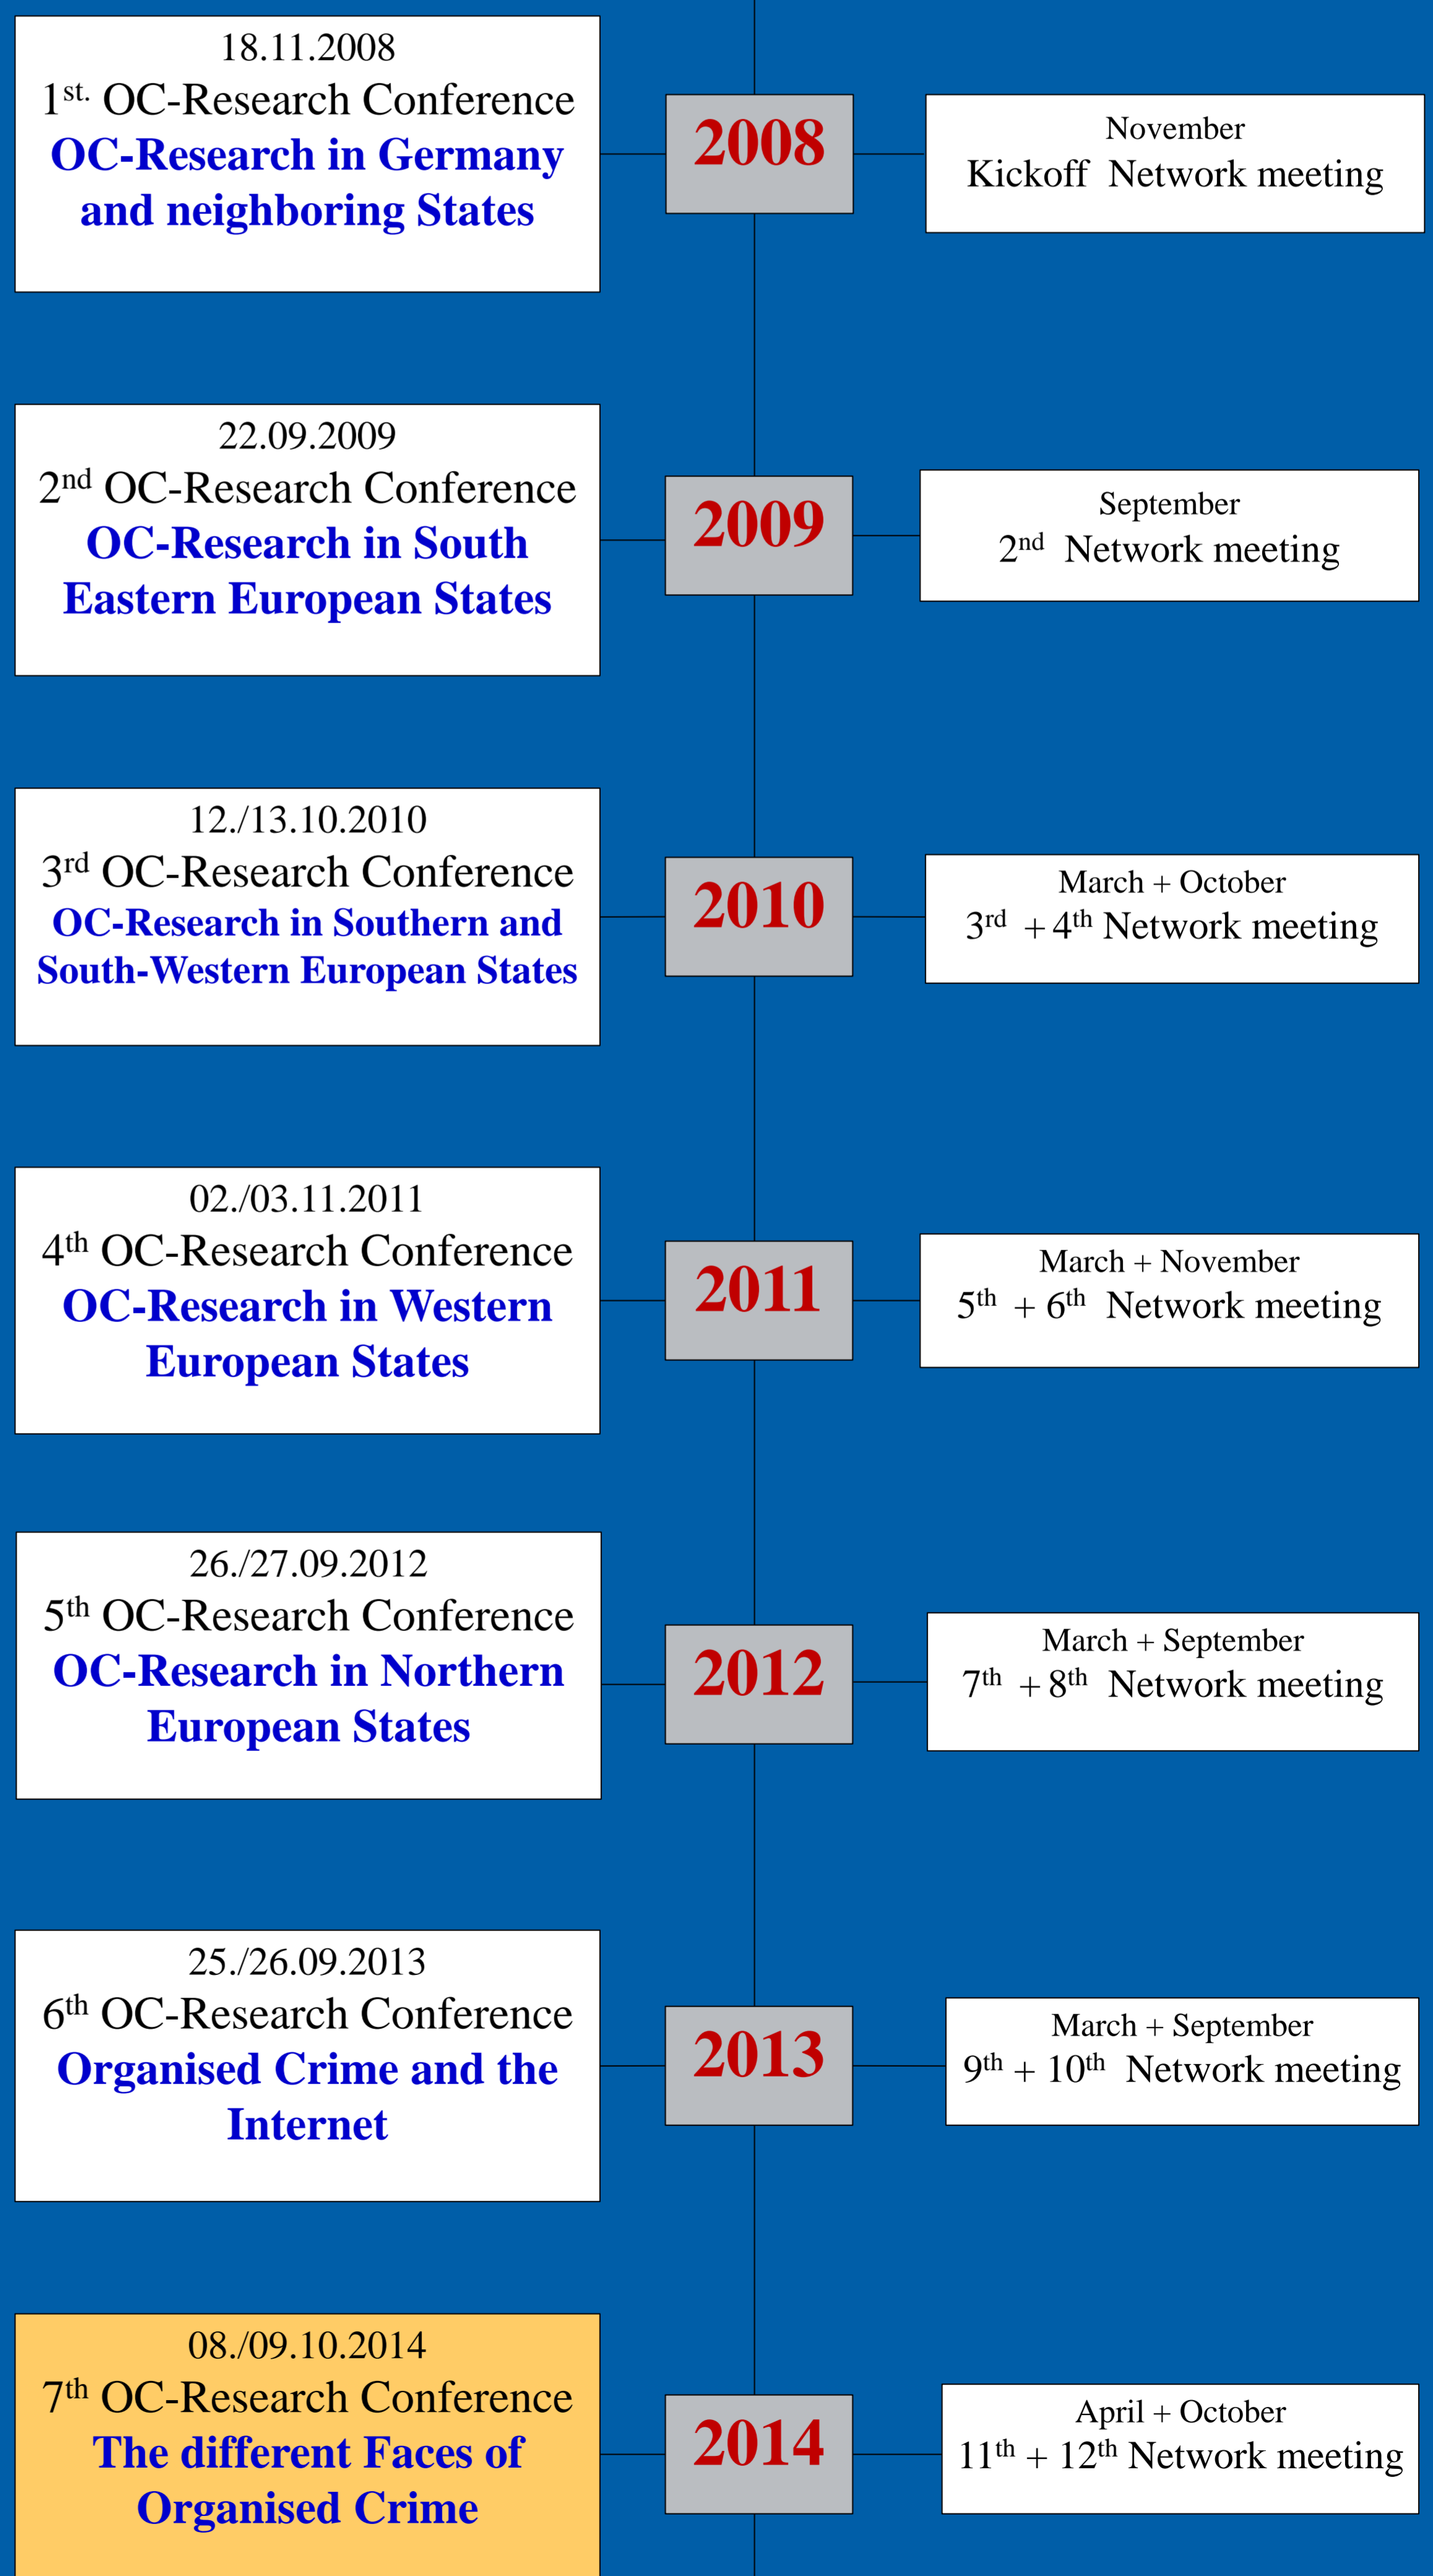 18.11.2008
1st. OC-Research Conference
OC-Research in Germany
and neighboring States
2008
November
Kickoff Network meeting
22.09.2009
2nd OC-Research Conference
OC-Research in South
Eastern European States
2009
September
2nd Network meeting
12./13.10.2010
3rd OC-Research Conference
OC-Research in Southern and
South-Western European States
2010
March + October
3rd + 4th Network meeting
02./03.11.2011
4th OC-Research Conference
OC-Research in Western
European States
2011
March + November
5th + 6th Network meeting
26./27.09.2012
5th OC-Research Conference
OC-Research in Northern
European States
2012
March + September
7th + 8th Network meeting
25./26.09.2013
6th OC-Research Conference
Organised Crime and the
Internet
2013
March + September
9th + 10th Network meeting
08./09.10.2014
7th OC-Research Conference
The different Faces of
Organised Crime
2014
April + October
11th + 12th Network meeting